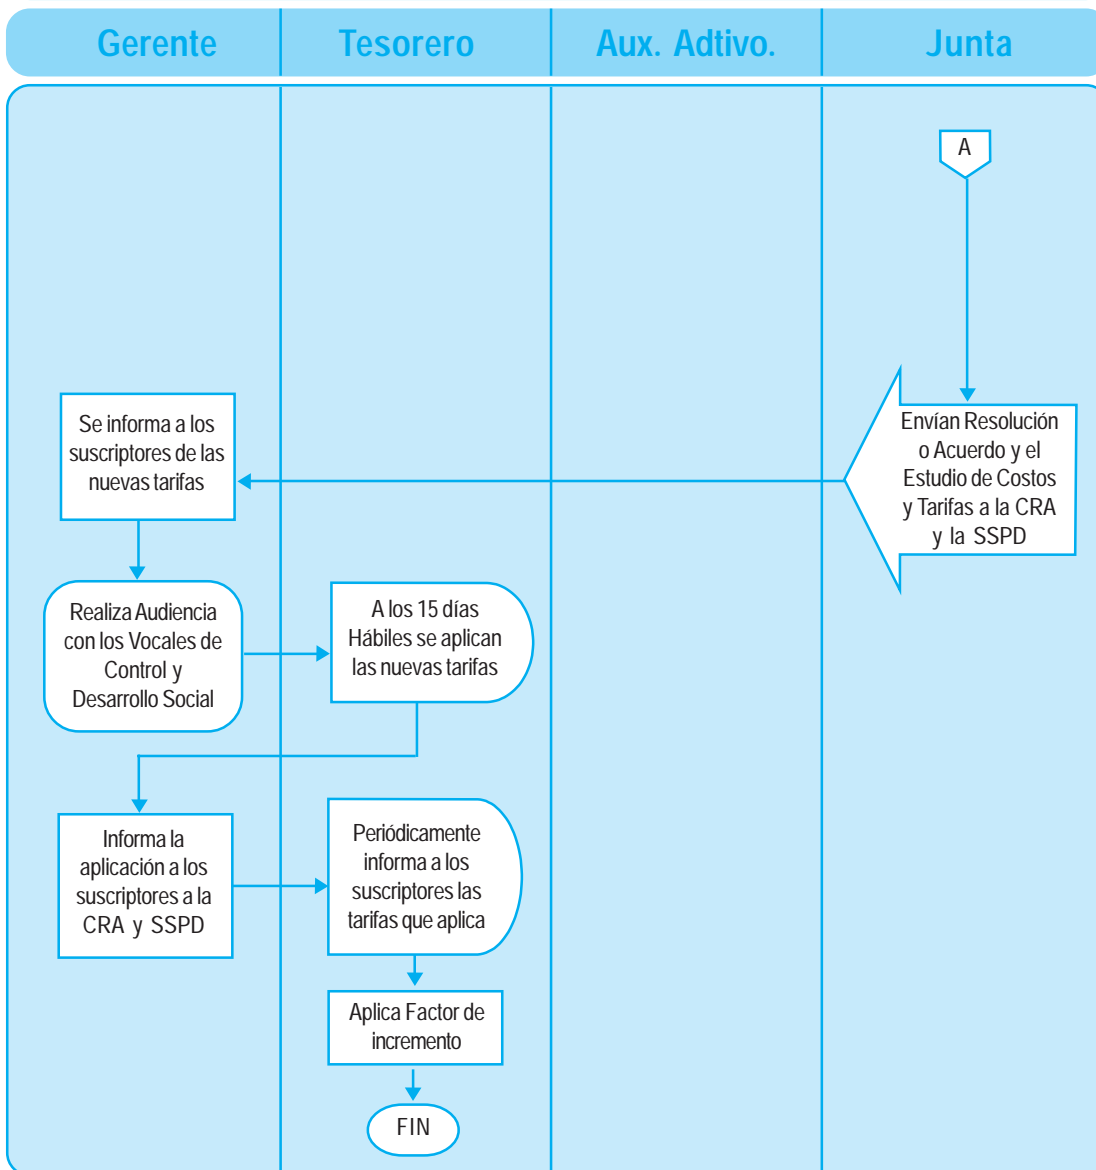 Gerente
Tesorero
Aux. Adtivo.
Junta
A
Envían Resolución
o Acuerdo y el
Estudio de Costos
y Tarifas a la CRA
y la SSPD
Se informa a los
suscriptores de las
nuevas tarifas
Realiza Audiencia
con los Vocales de
Control y
Desarrollo Social
A los 15 días
Hábiles se aplican
las nuevas tarifas
Informa la
aplicación a los
suscriptores a la
CRA y SSPD
Periódicamente
informa a los
suscriptores las
tarifas que aplica
Aplica Factor de
incremento
FIN